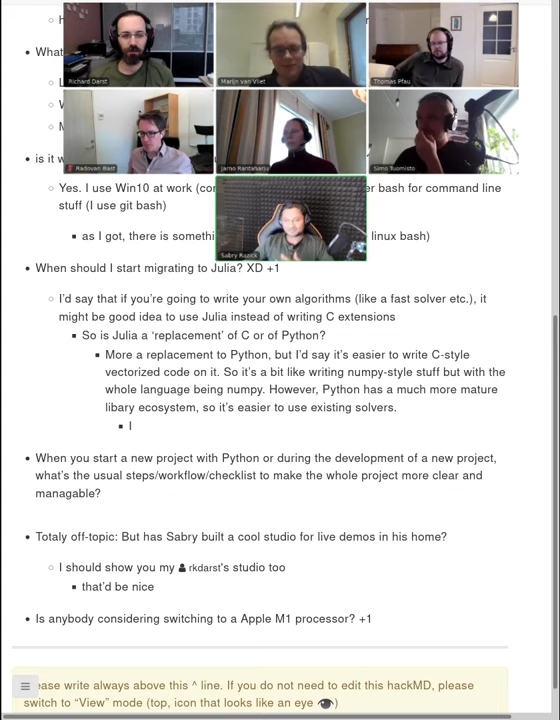 Richard Darst
Marijn van Vliet
Thomas Pfau
What
Radovan Bast
Jarno Rantaharju
Simo Tuomisto
is it w
Yes. I use Win10 at work (cor
er bash for command line
stuff (I use git bash)
as I got, there is somethi
linux bash)
Sabry Razick
When should I start migrating to Julia? XD +1
I'd say that if you're going to write your own algorithms (like a fast solver etc.), it
might be good idea to use Julia instead of writing C extensions
So is Julia a ‘replacement’ of C or of Python?
More a replacement to Python, but I'd say it's easier to write C-style
vectorized code on it. So it's a bit like writing numpy-style stuff but with the
whole language being numpy. However, Python has a much more mature
libary ecosystem, so it's easier to use existing solvers.
I
When you start a new project with Python or during the development of a new project,
what's the usual steps/workflow/checklist to make the whole project more clear and
managable?
Totaly off-topic: But has Sabry built a cool studio for live demos in his home?
I should show you my rkdarst's studio too
that'd be nice
Is anybody considering switching to a Apple M1 processor? +1
ease write always above this ^ line. If you do not need to edit this hackMD, please
switch to “View” mode (top, icon that looks like an eye 👁)